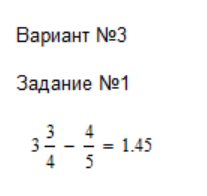 Вариант №3
Задание №1
3 3/4 − 4/5 = 1.45